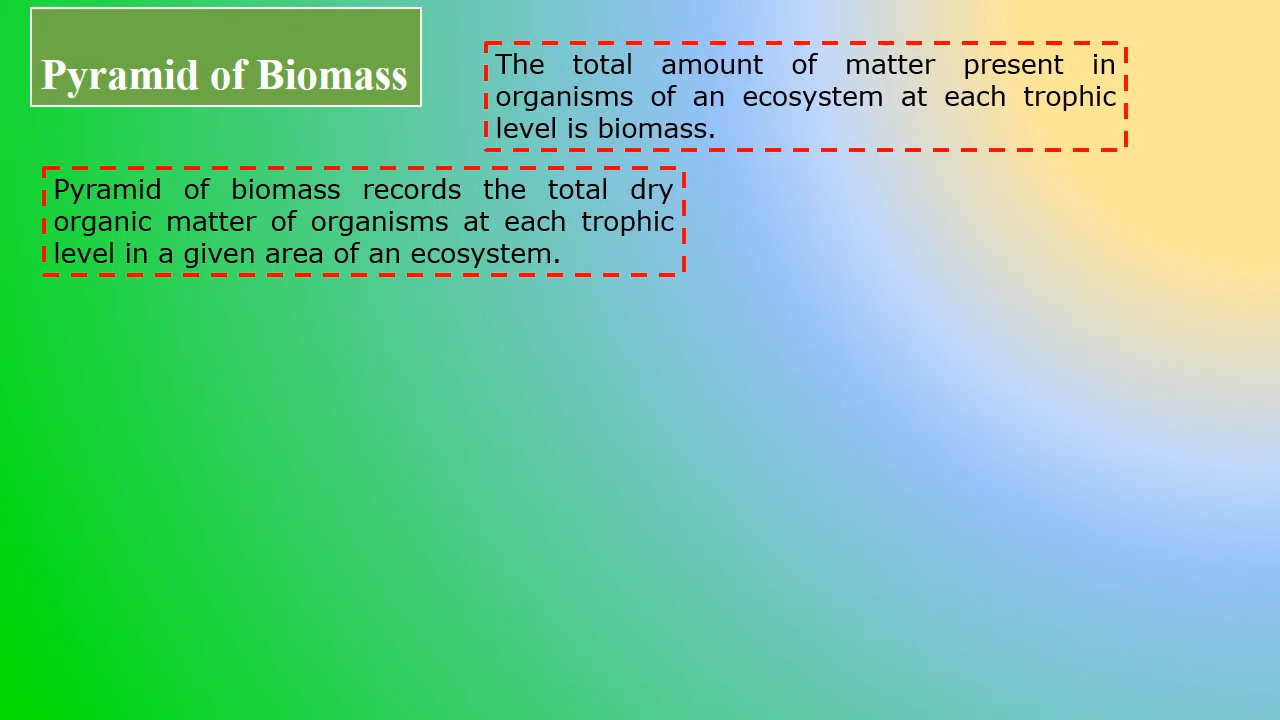 Pyramid of Biomass
The total amount of matter present in
organisms of an ecosystem at each trophic
level is biomass.
Pyramid of biomass records the total dry
organic matter of organisms at each trophic
level in a given area of an ecosystem.